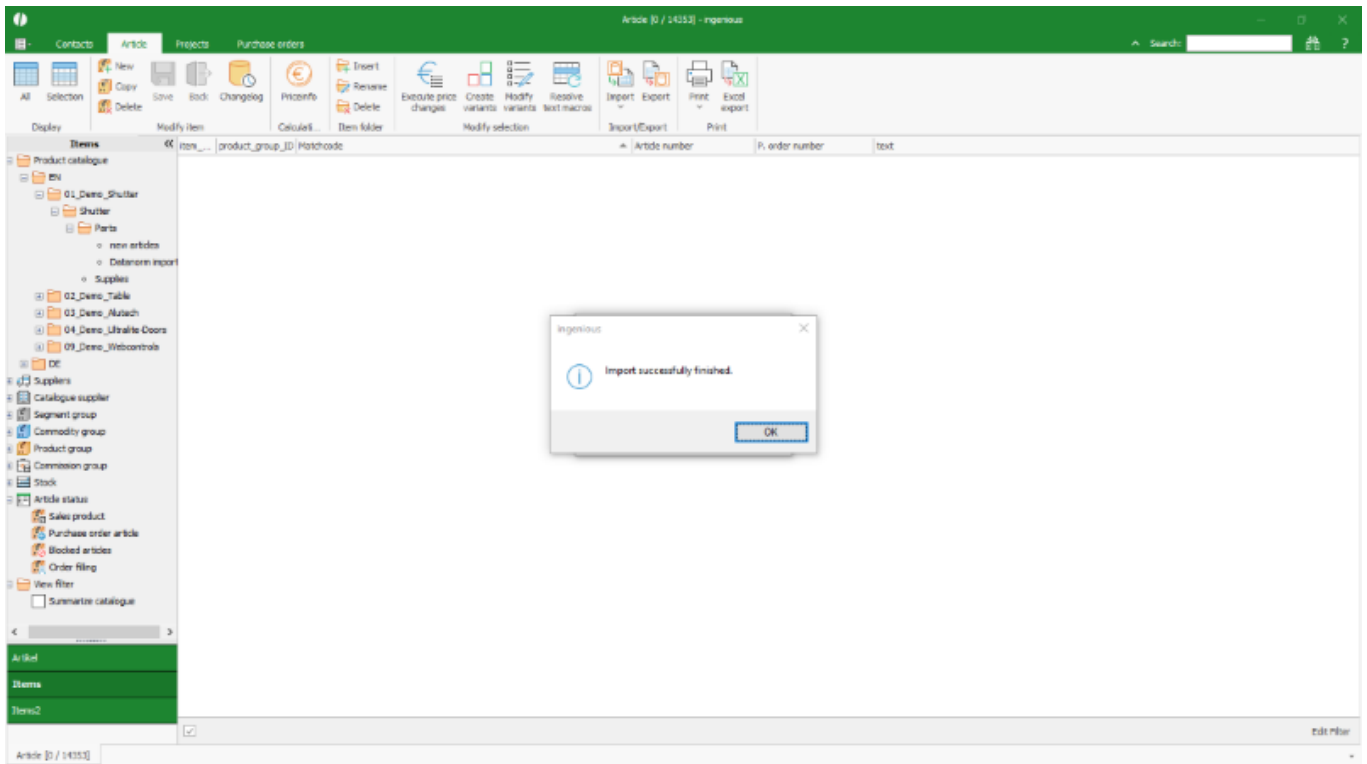 Article [0 / 14353] - ingenious
Contacts Article Projects Purchase orders Search: ?
All Selection New Copy Delete Save Back Changelog Priceinfo Insert Rename Delete Execute price changes Create variants Modify variants Resolve text macros Import Export Print Excel export
Display Modify item Calculati... Item folder Modify selection Import/Export Print
Items
item_... product_group_ID Matchcode Article number P. order number text
Product catalogue
EN
01_Demo_Shutter
Shutter
Parts
new articles
Datanorm import
Supplies
02_Demo_Table
03_Demo_Alutech
04_Demo_Ultralite-Doors
09_Demo_Webcontrols
DE
Suppliers
Catalogue supplier
Segment group
Commodity group
Product group
Commission group
Stock
Article status
Sales product
Purchase order article
Blocked articles
Order filing
View filter
Summarize catalogue
ingenious
Import successfully finished.
OK
Artikel
Items
Items2
Edit Filter
Article [0 / 14353]